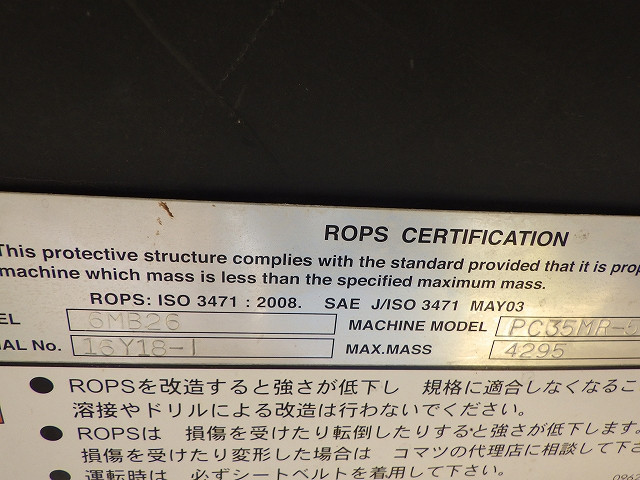 ROPS CERTIFICATION
This protective structure complies with the standard provided that it is prop
machine which mass is less than the specified maximum mass.
ROPS: ISO 3471 : 2008. SAE J/ISO 3471 MAY03
EL 6MB26 MACHINE MODEL PC35MR-5
IAL No. 16Y18-1 MAX.MASS 4295
● ROPSを改造すると強さが低下し 規格に適合しなくなるこ
溶接やドリルによる改造は行わないでください。
● ROPSは 損傷を受けたり転倒したりすると強さが低下します。
損傷を受けたり変形した場合は コマツの代理店に相談して下さ
● 運転時は 必ずシートベルトを着用して下さい。